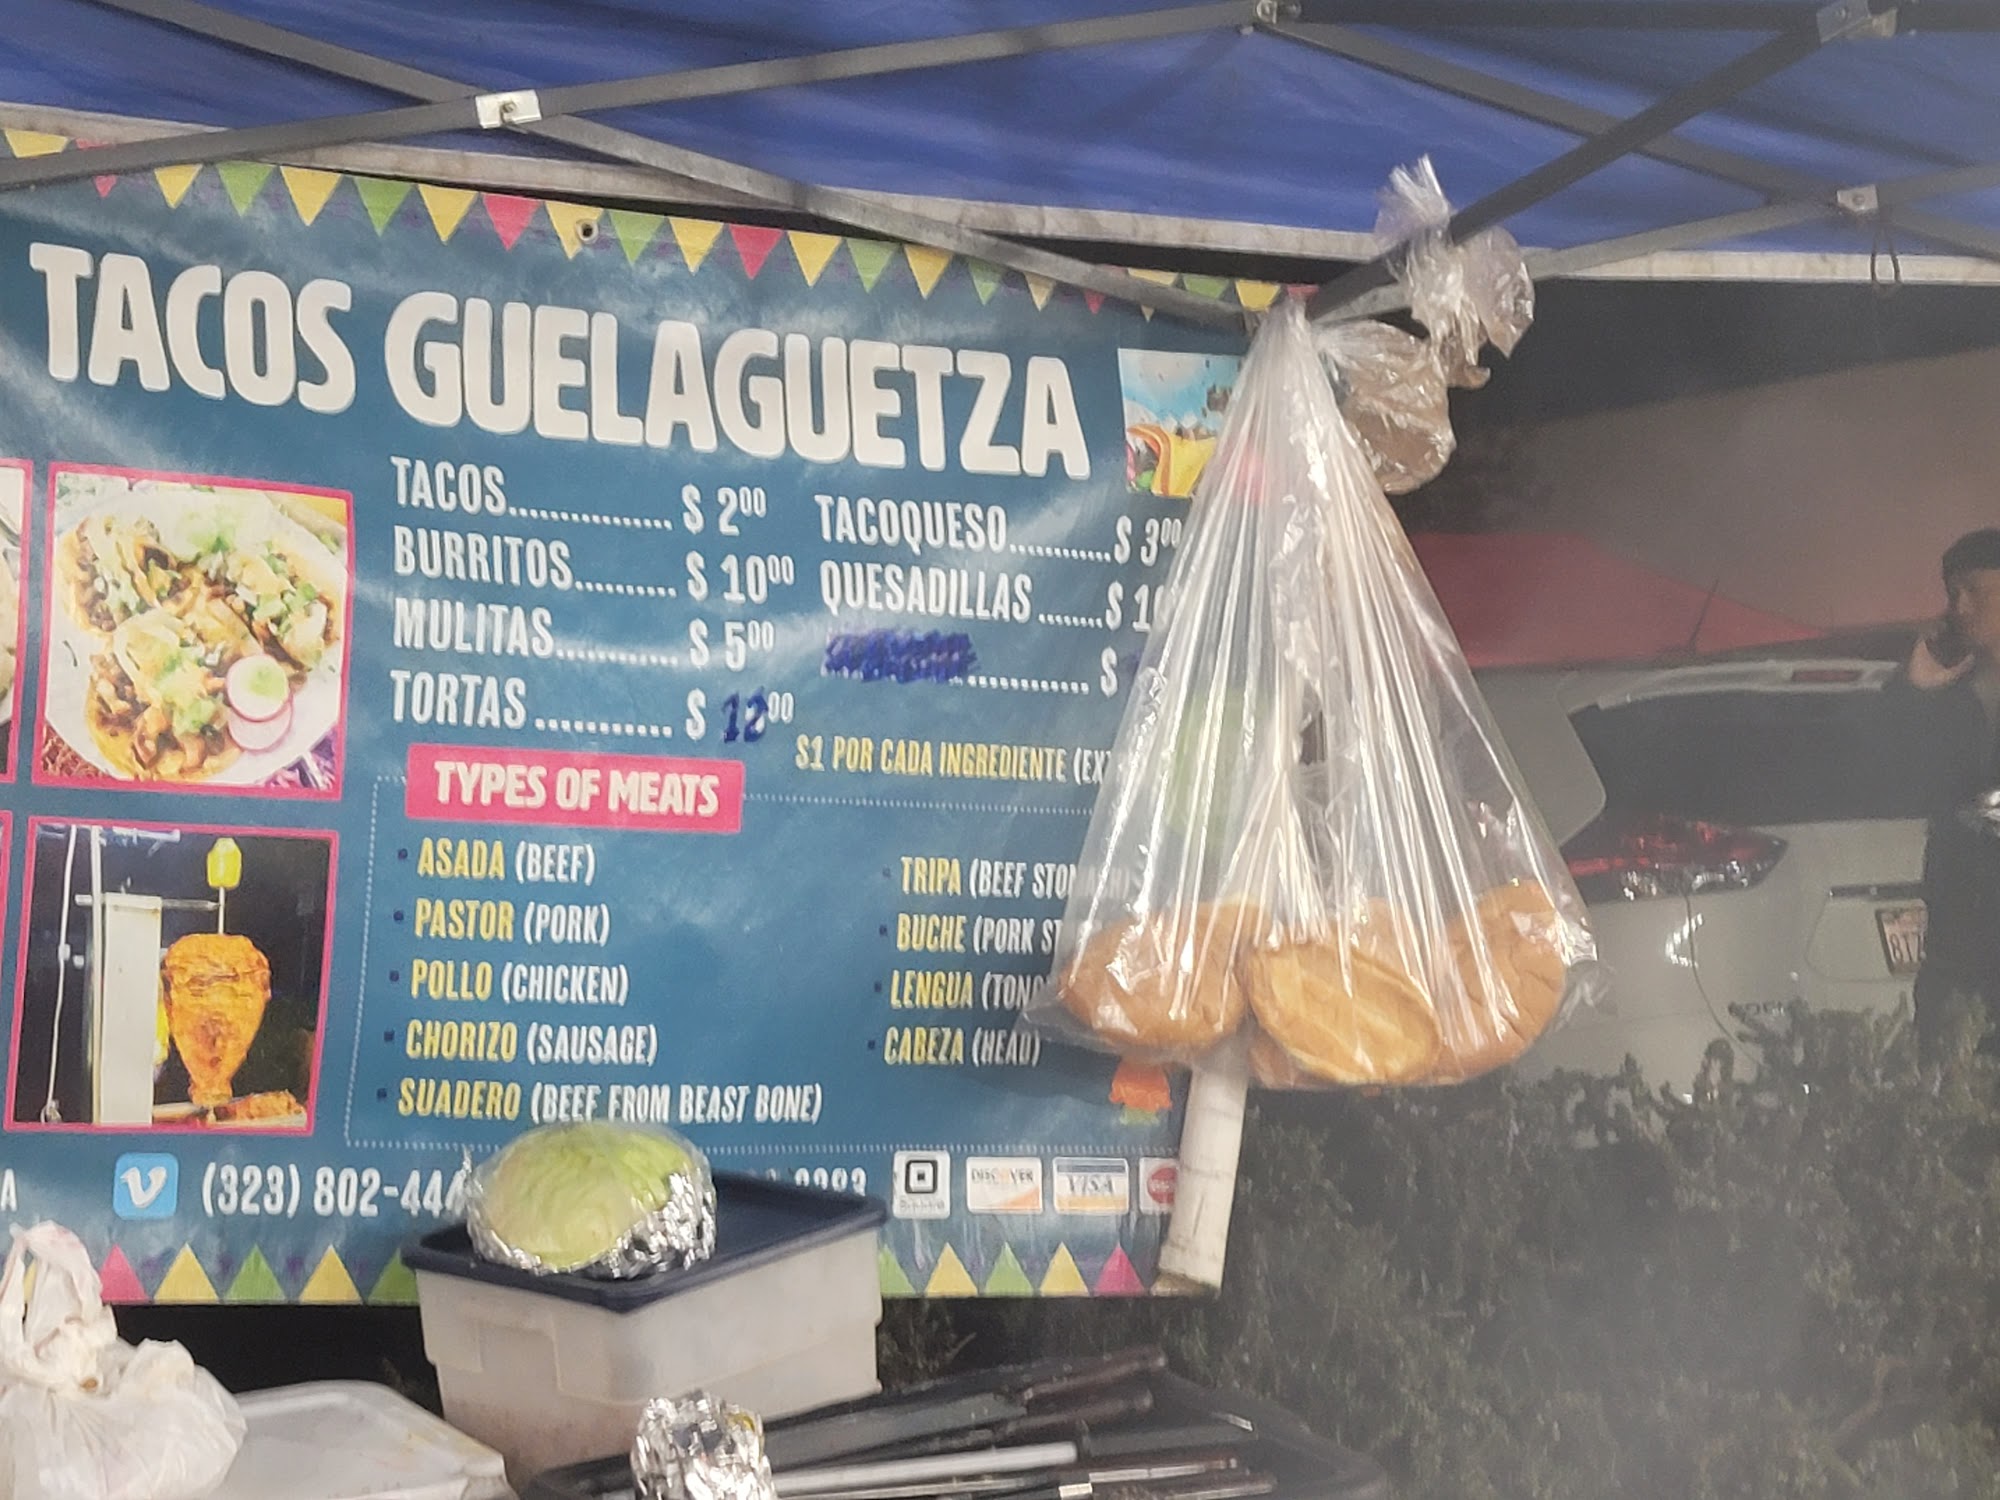 TACOS GUELAGUETZA
TACOS............... $ 2⁰⁰
BURRITOS......... $ 10⁰⁰
MULITAS............ $ 5⁰⁰
TORTAS ........... $ 12⁰⁰
TACOQUESO...........$ 3⁰⁰
QUESADILLAS .......$ 1
............ $
$1 POR CADA INGREDIENTE
TYPES OF MEATS
• ASADA (BEEF)
• PASTOR (PORK)
• POLLO (CHICKEN)
• CHORIZO (SAUSAGE)
• SUADERO (BEEF FROM BEAST BONE)
• TRIPA (BEEF
• BUCHE (PORK
• LENGUA
• CABEZA (HEAD)
A
(323) 802-44
DISCOVER
VISA